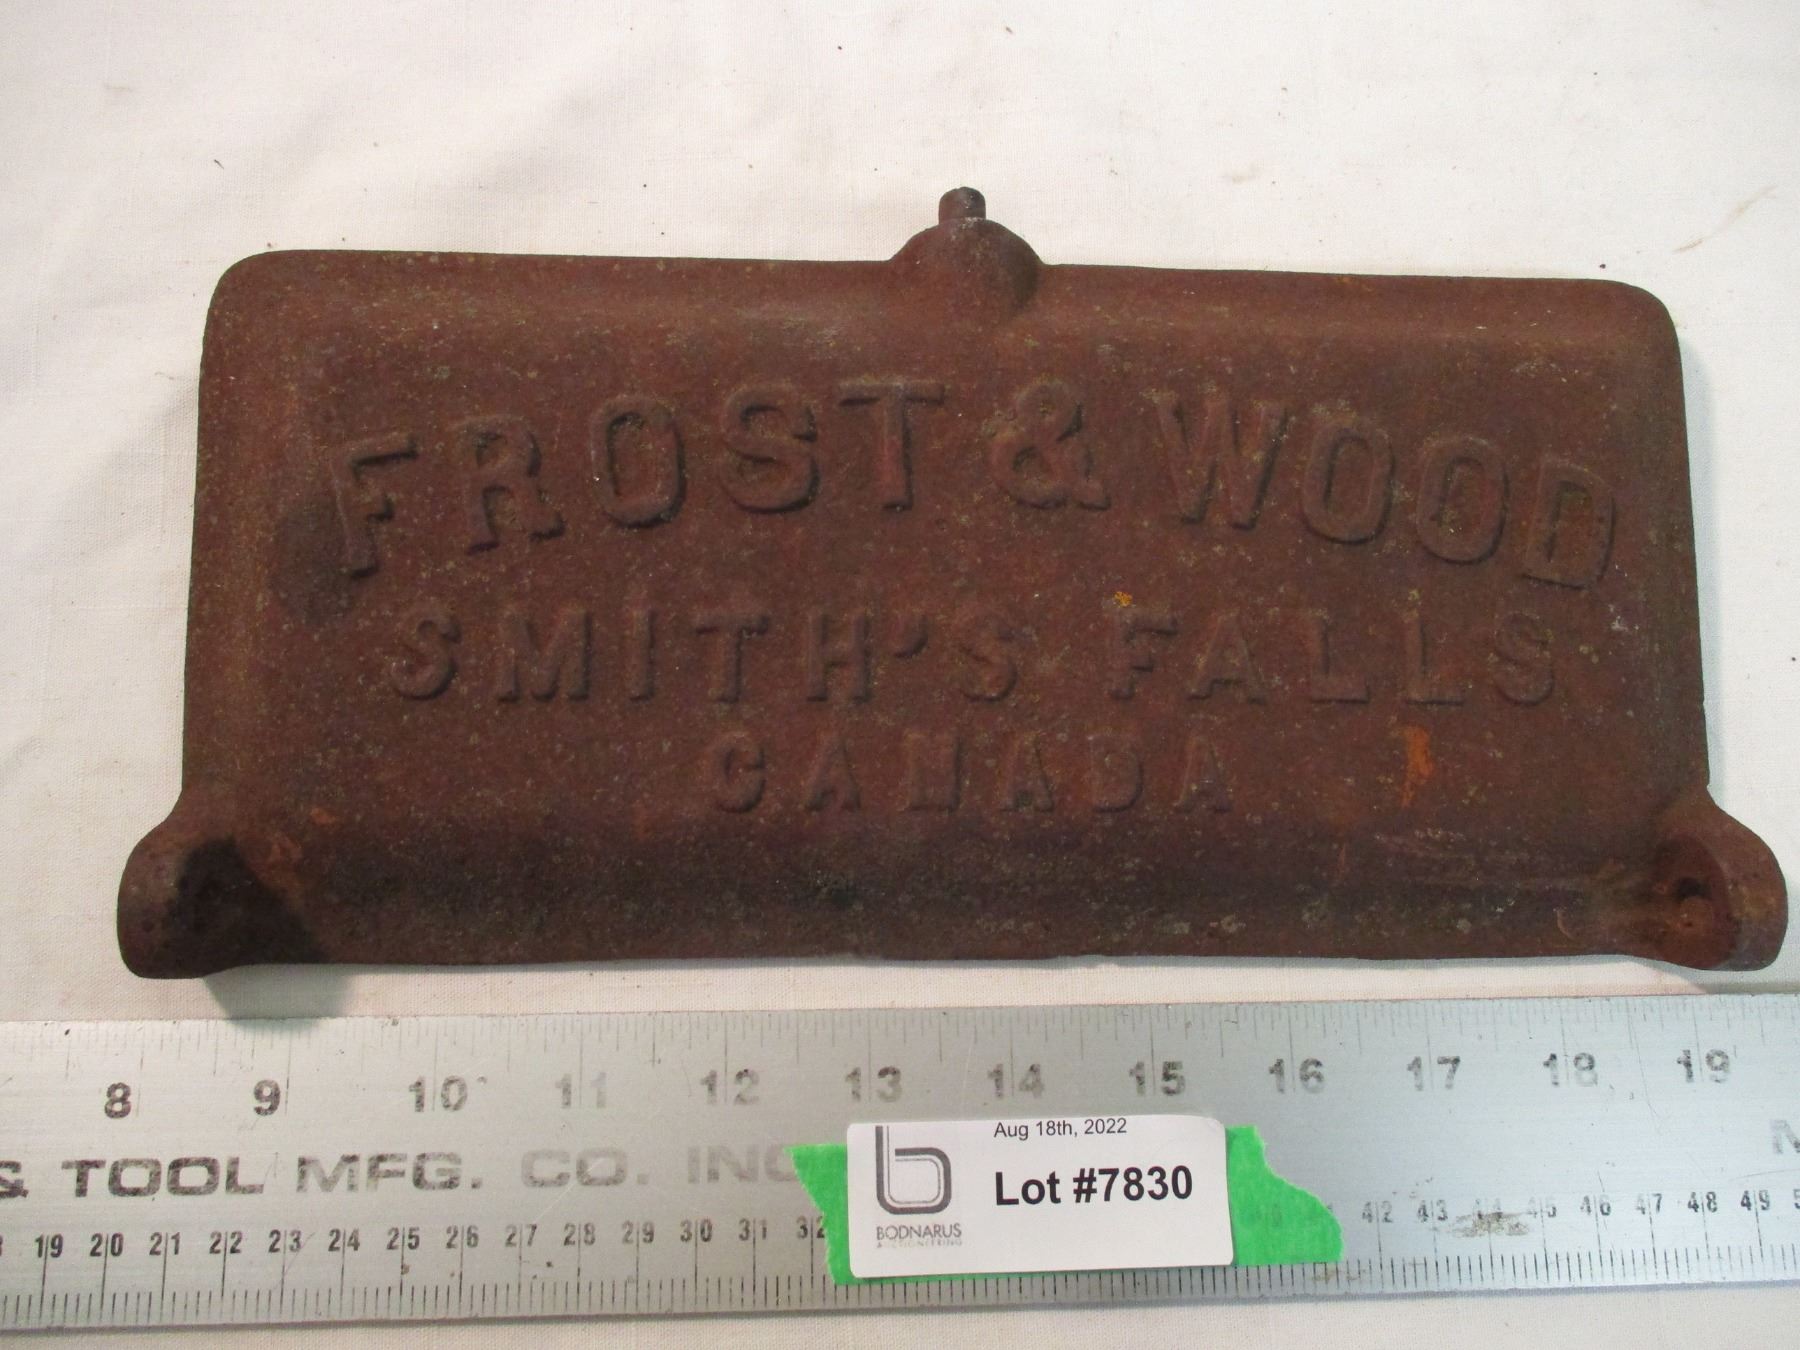 FROST & WOOD
SMITH'S FALLS
CANADA
8 9 10 11 12 13 14 15 16 17 18 19
& TOOL MFG. CO. INC
Aug 18th, 2022
Lot #7830
BODNARUS
AUCTIONEERING
19 20 21 22 23 24 25 26 27 28 29 30 31 32 42 43 44 45 46 47 48 49